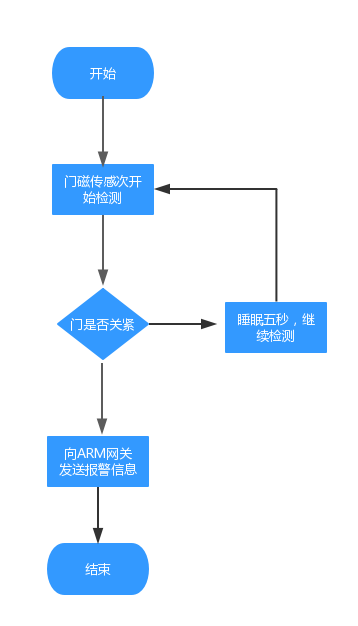 开始
门磁传感次开
始检测
门是否关紧
睡眠五秒，继
续检测
向ARM网关
发送报警信息
结束